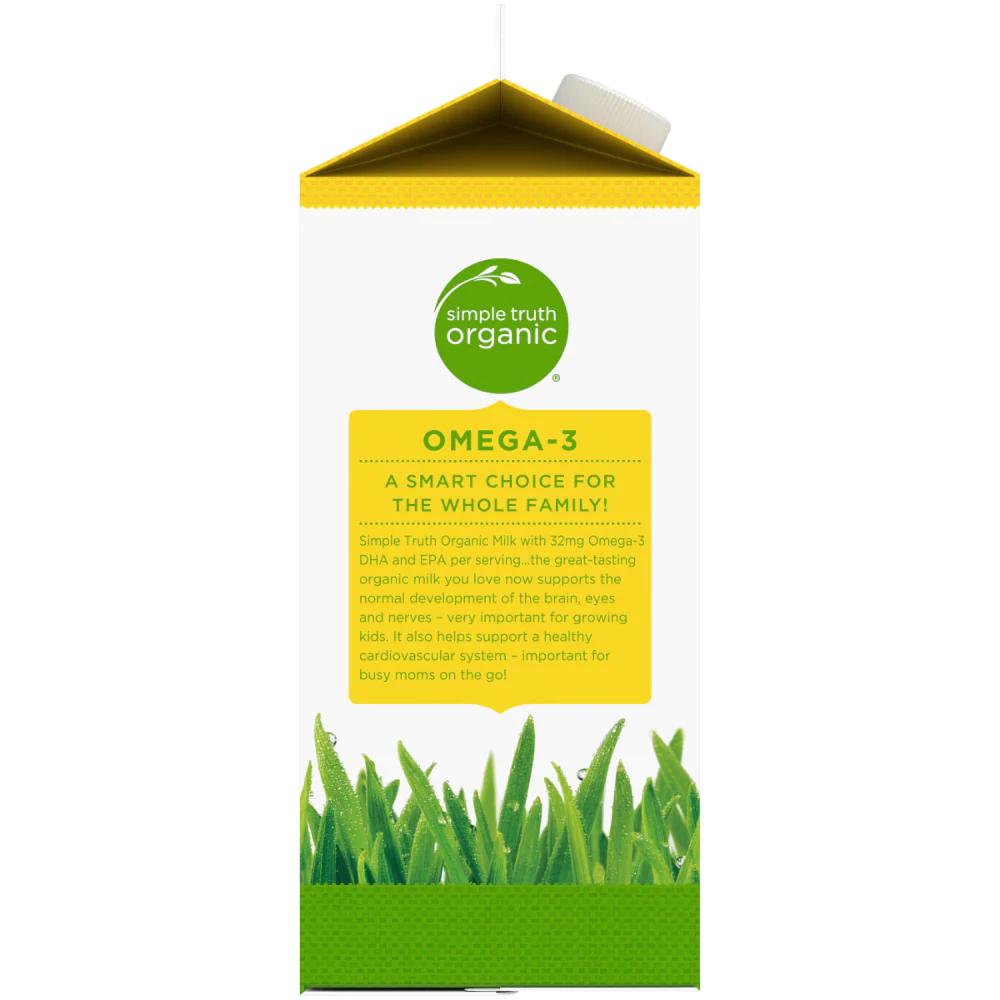 simple truth
organic
®
OMEGA-3
A SMART CHOICE FOR
THE WHOLE FAMILY!
Simple Truth Organic Milk with 32mg Omega-3
DHA and EPA per serving...the great-tasting
organic milk you love now supports the
normal development of the brain, eyes
and nerves – very important for growing
kids. It also helps support a healthy
cardiovascular system – important for
busy moms on the go!